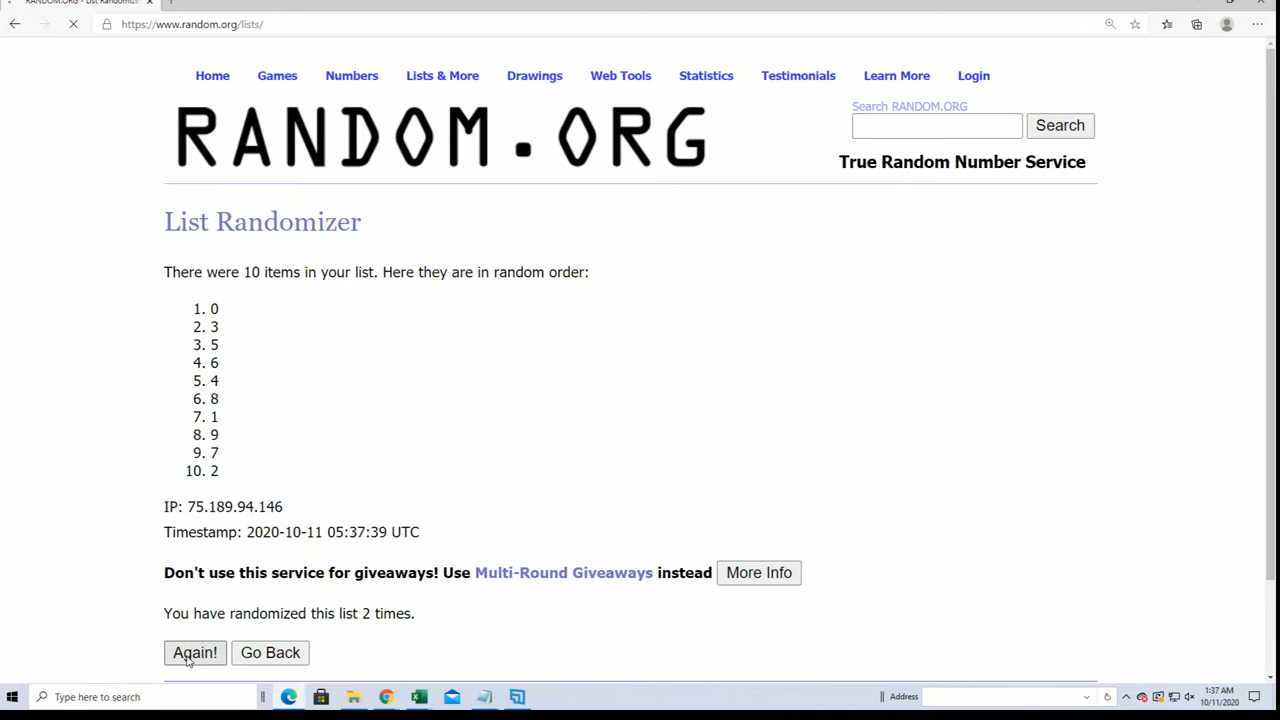 RANDOM.ORG - List Randomizer
https://www.random.org/lists/
Home Games Numbers Lists & More Drawings Web Tools Statistics Testimonials Learn More Login
RANDOM.ORG
Search RANDOM.ORG
Search
True Random Number Service
List Randomizer
There were 10 items in your list. Here they are in random order:
1. 0
2. 3
3. 5
4. 6
5. 4
6. 8
7. 1
8. 9
9. 7
10. 2
IP: 75.189.94.146
Timestamp: 2020-10-11 05:37:39 UTC
Don't use this service for giveaways! Use Multi-Round Giveaways instead More Info
You have randomized this list 2 times.
Again! Go Back
Type here to search
Address
1:37 AM
10/11/2020